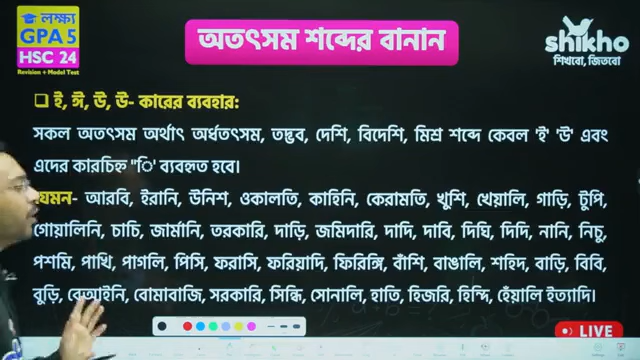 লক্ষ্য
GPA 5
HSC 24
Revision + Model Test
অতৎসম শব্দের বানান
shikho
শিখবো, জিতবো
❑ ই, ঈ, উ, উ- কারের ব্যবহার:
সকল অতৎসম অর্থাৎ অর্ধতৎসম, তদ্ভব, দেশি, বিদেশি, মিশ্র শব্দে কেবল 'ই' 'উ' এবং
এদের কারচিহ্ন "ি' ব্যবহৃত হবে।
যেমন- আরবি, ইরানি, উনিশ, ওকালতি, কাহিনি, কেরামতি, খুশি, খেয়ালি, গাড়ি, টুপি,
গোয়ালিনি, চাচি, জার্মানি, তরকারি, দাড়ি, জমিদারি, দাদি, দাবি, দিঘি, দিদি, নানি, নিচু,
পশমি, পাখি, পাগলি, পিসি, ফরাসি, ফরিয়াদি, ফিরিঙ্গি, বাঁশি, বাঙালি, শহিদ, বাড়ি, বিবি,
বুড়ি, বেআইনি, বোমাবাজি, সরকারি, সিন্ধি, সোনালি, হাতি, হিজরি, হিন্দি, হেঁয়ালি ইত্যাদি।
LIVE